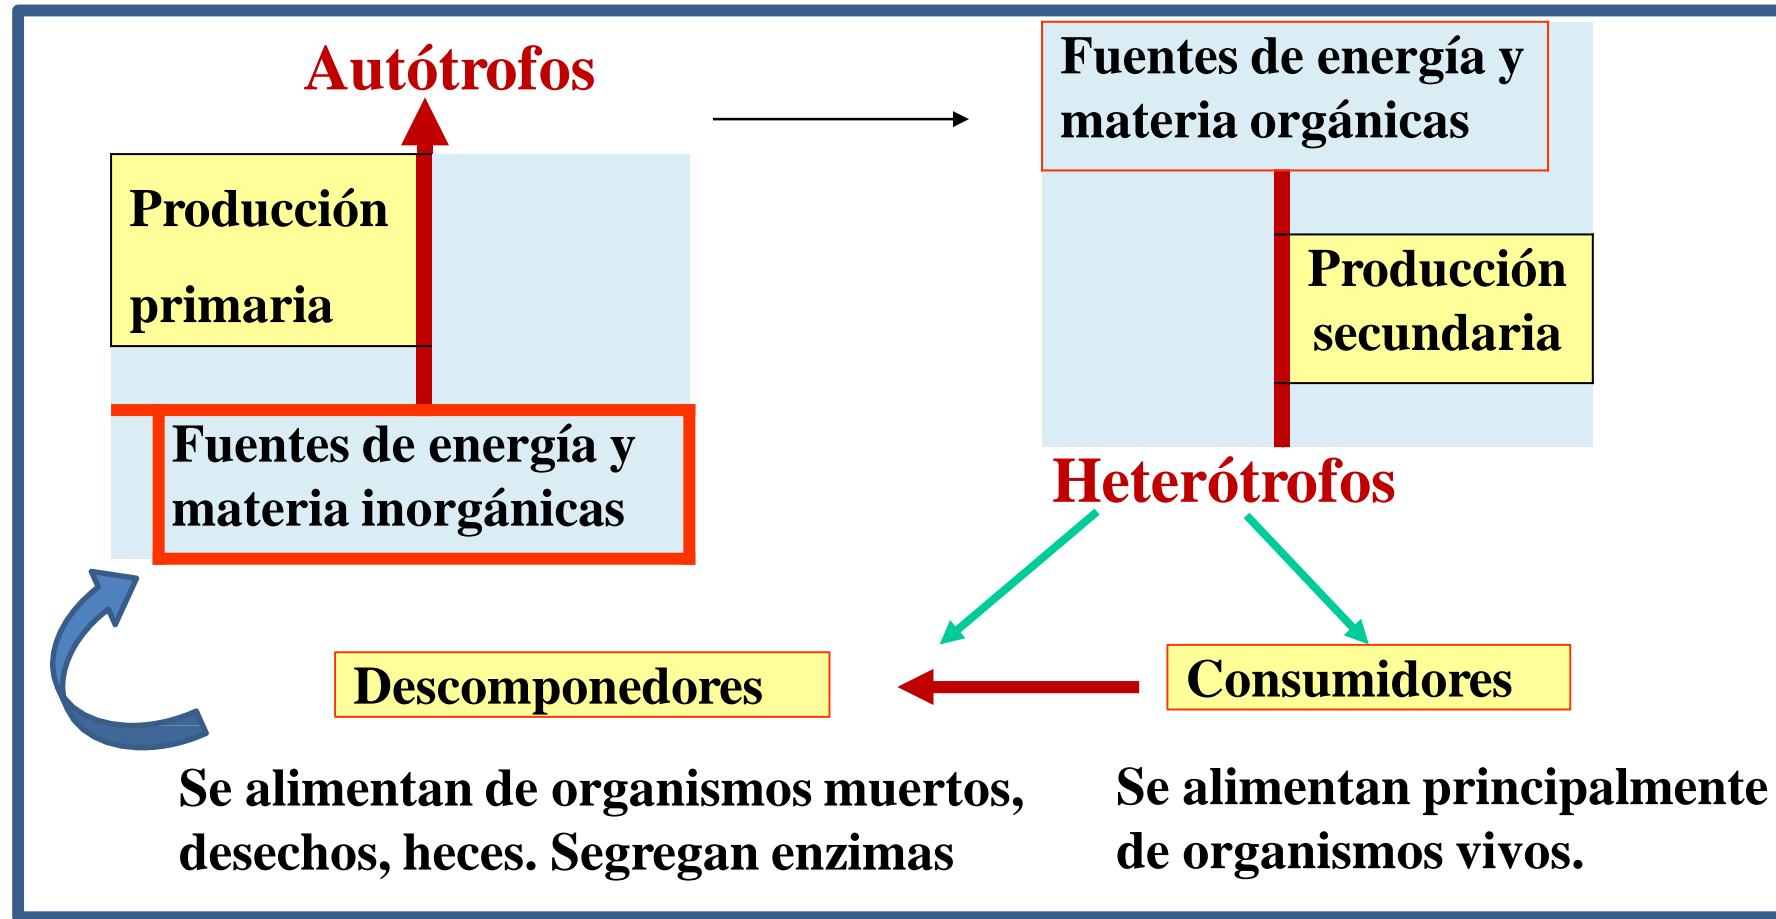 Autótrofos
Producción
primaria
Fuentes de energía y
materia inorgánicas
Fuentes de energía y
materia orgánicas
Producción
secundaria
Heterótrofos
Descomponedores
Consumidores
Se alimentan de organismos muertos,
desechos, heces. Segregan enzimas
Se alimentan principalmente
de organismos vivos.